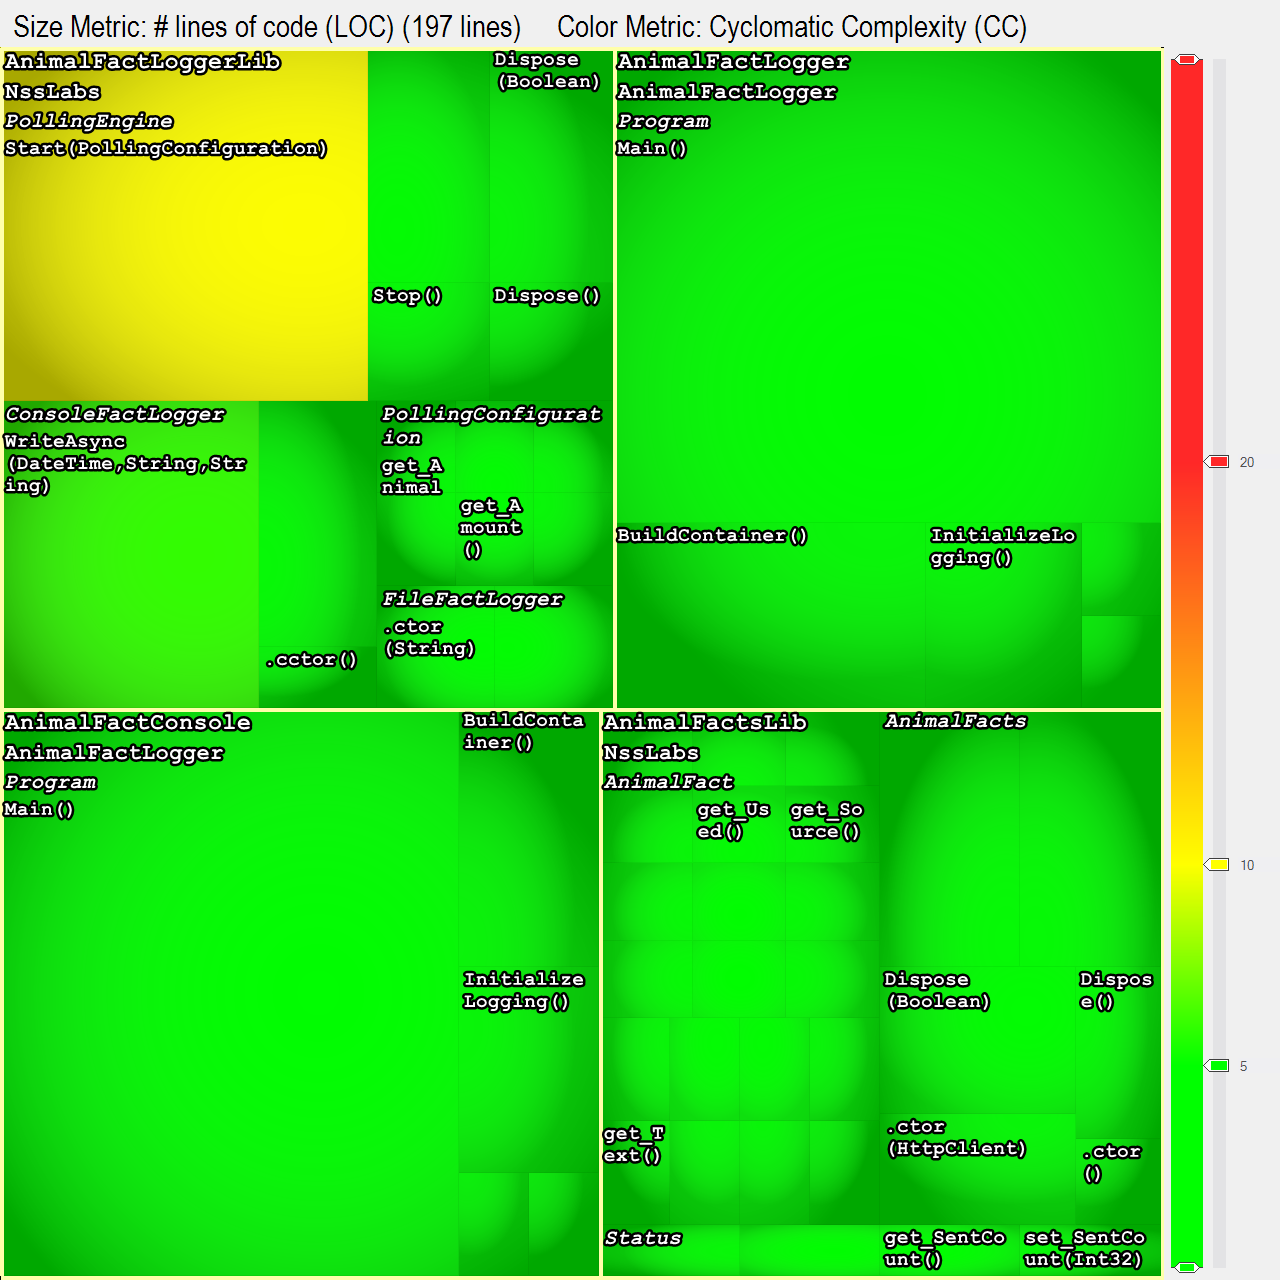 Size Metric: # lines of code (LOC) (197 lines) Color Metric: Cyclomatic Complexity (CC)
AnimalFactLoggerLib
NssLabs
PollingEngine
Start(PollingConfiguration)
Dispose
(Boolean)
Stop()
Dispose()
ConsoleFactLogger
WriteAsync
(DateTime,String,Str
ing)
.cctor()
PollingConfigurat
ion
get_A
nimal
get_A
mount
()
FileFactLogger
.ctor
(String)
AnimalFactLogger
AnimalFactLogger
Program
Main()
BuildContainer()
InitializeLo
gging()
AnimalFactConsole
AnimalFactLogger
Program
Main()
BuildConta
iner()
Initialize
Logging()
AnimalFactsLib
NssLabs
AnimalFact
get_Us
ed()
get_So
urce()
get_T
ext()
AnimalFacts
Dispose
(Boolean)
Dispos
e()
.ctor
(HttpClient)
.ctor
()
Status
get_SentCo
unt()
set_SentCo
unt(Int32)
20
10
5